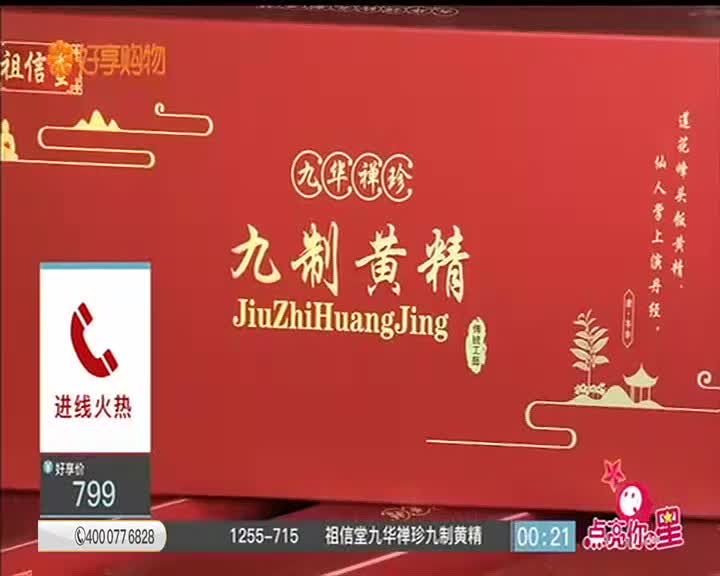 祖信堂
好享购物
九华禅珍
九制黄精
JiuZhiHuangJing
传统工艺
莲花峰头饭黄精,
仙人掌上演丹经。
进线火热
好享价
799
4000776828
1255-715
祖信堂九华禅珍九制黄精
00:21
点亮你的星